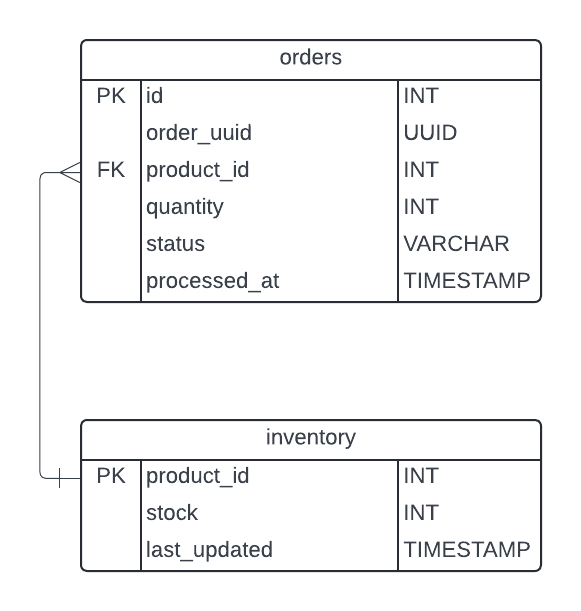 orders
PK id INT
order_uuid UUID
FK product_id INT
quantity INT
status VARCHAR
processed_at TIMESTAMP
inventory
PK product_id INT
stock INT
last_updated TIMESTAMP